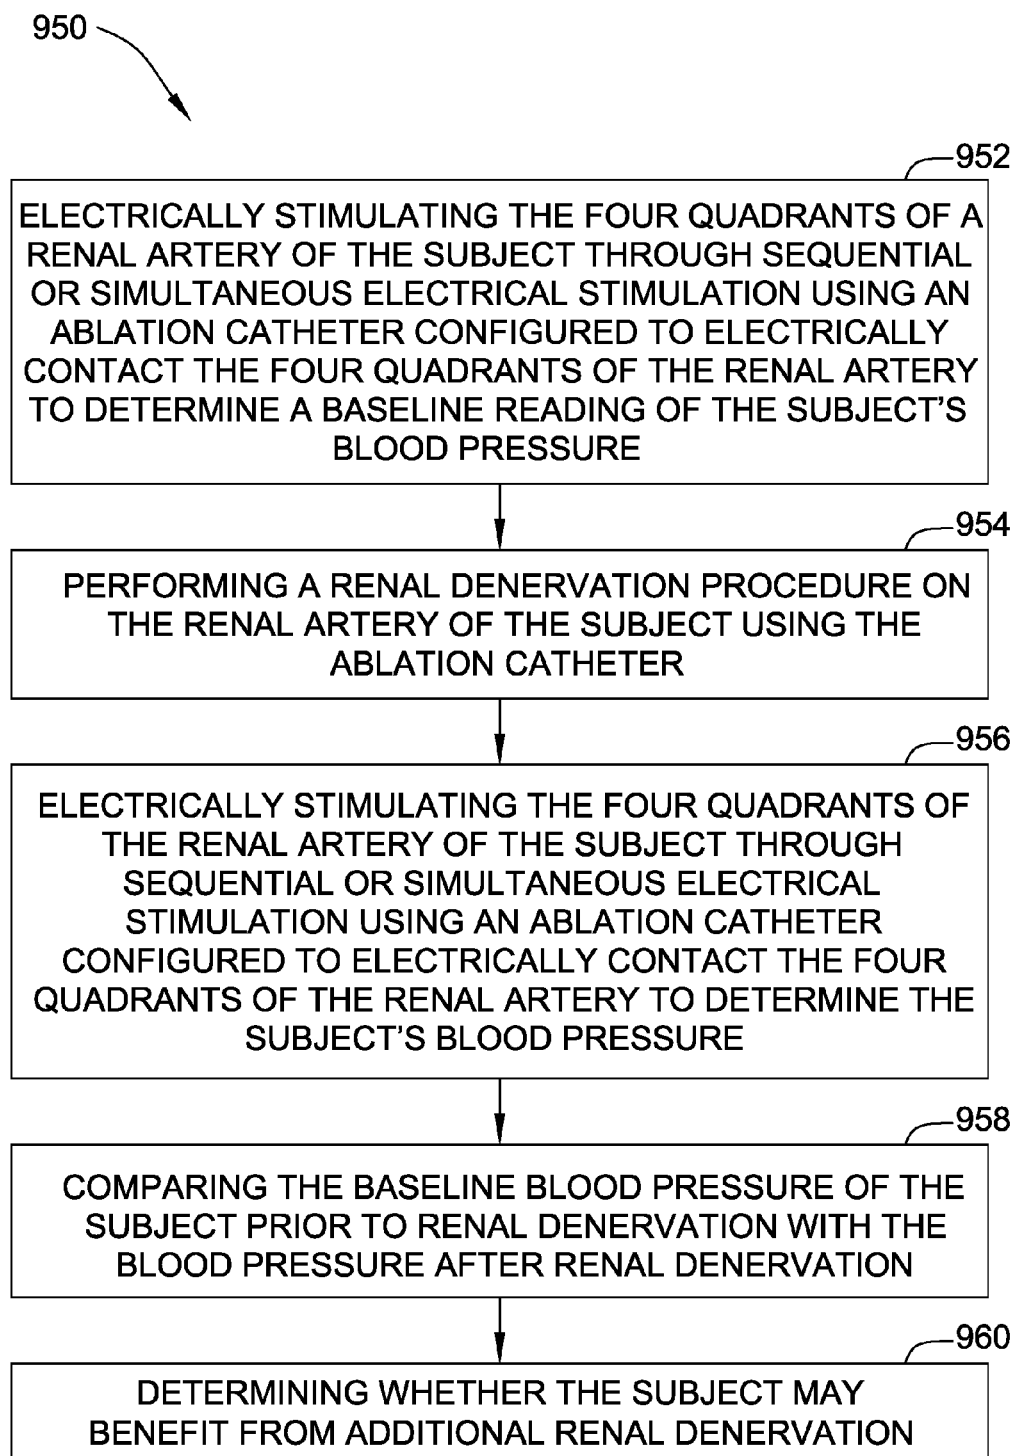 950
952
ELECTRICALLY STIMULATING THE FOUR QUADRANTS OF A
RENAL ARTERY OF THE SUBJECT THROUGH SEQUENTIAL
OR SIMULTANEOUS ELECTRICAL STIMULATION USING AN
ABLATION CATHETER CONFIGURED TO ELECTRICALLY
CONTACT THE FOUR QUADRANTS OF THE RENAL ARTERY
TO DETERMINE A BASELINE READING OF THE SUBJECT'S
BLOOD PRESSURE
954
PERFORMING A RENAL DENERVATION PROCEDURE ON
THE RENAL ARTERY OF THE SUBJECT USING THE
ABLATION CATHETER
956
ELECTRICALLY STIMULATING THE FOUR QUADRANTS OF
THE RENAL ARTERY OF THE SUBJECT THROUGH
SEQUENTIAL OR SIMULTANEOUS ELECTRICAL
STIMULATION USING AN ABLATION CATHETER
CONFIGURED TO ELECTRICALLY CONTACT THE FOUR
QUADRANTS OF THE RENAL ARTERY TO DETERMINE THE
SUBJECT'S BLOOD PRESSURE
958
COMPARING THE BASELINE BLOOD PRESSURE OF THE
SUBJECT PRIOR TO RENAL DENERVATION WITH THE
BLOOD PRESSURE AFTER RENAL DENERVATION
960
DETERMINING WHETHER THE SUBJECT MAY
BENEFIT FROM ADDITIONAL RENAL DENERVATION